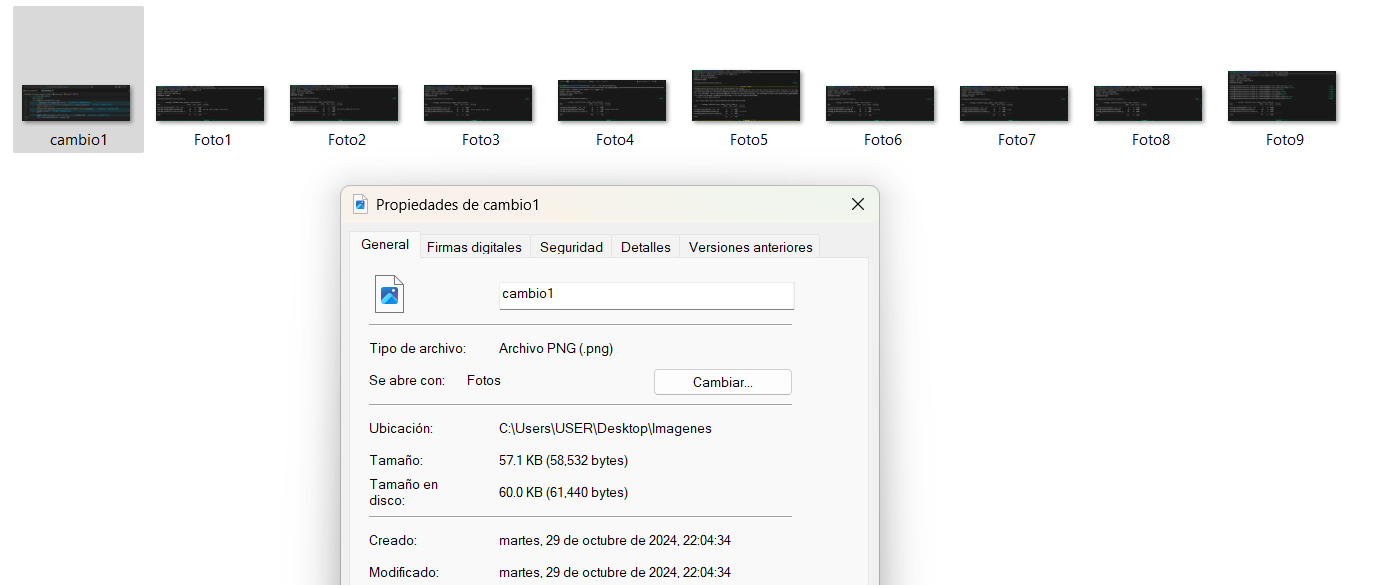 cambio1 Foto1 Foto2 Foto3 Foto4 Foto5 Foto6 Foto7 Foto8 Foto9
Propiedades de cambio1
General Firmas digitales Seguridad Detalles Versiones anteriores
cambio1
Tipo de archivo: Archivo PNG (.png)
Se abre con: Fotos Cambiar...
Ubicación: C:\Users\USER\Desktop\Imagenes
Tamaño: 57.1 KB (58,532 bytes)
Tamaño en
disco: 60.0 KB (61,440 bytes)
Creado: martes, 29 de octubre de 2024, 22:04:34
Modificado: martes, 29 de octubre de 2024, 22:04:34